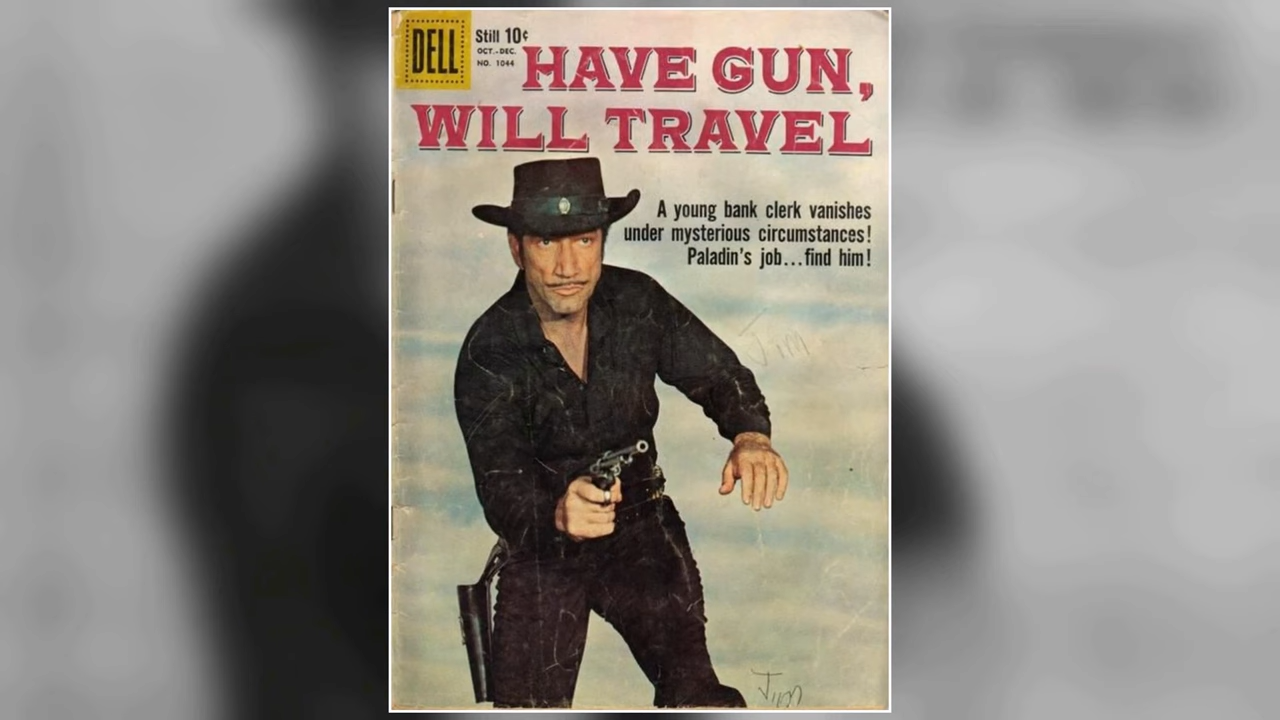 DELL
Still 10¢
OCT.-DEC.
NO. 1044
HAVE GUN,
WILL TRAVEL
A young bank clerk vanishes
under mysterious circumstances!
Paladin's job...find him!
Jim
Jim